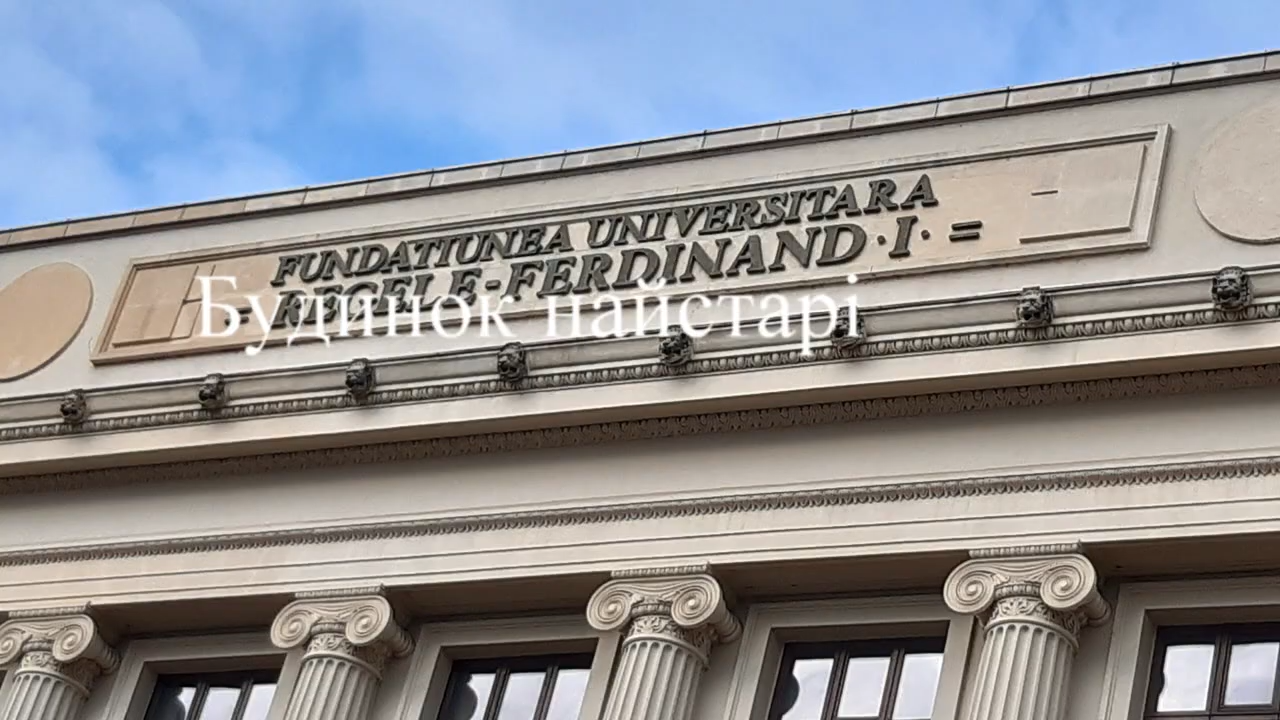 FUNDATIUNEA UNIVERSITARA
= REGELE-FERDINAND·I· =
Будинок найстарі